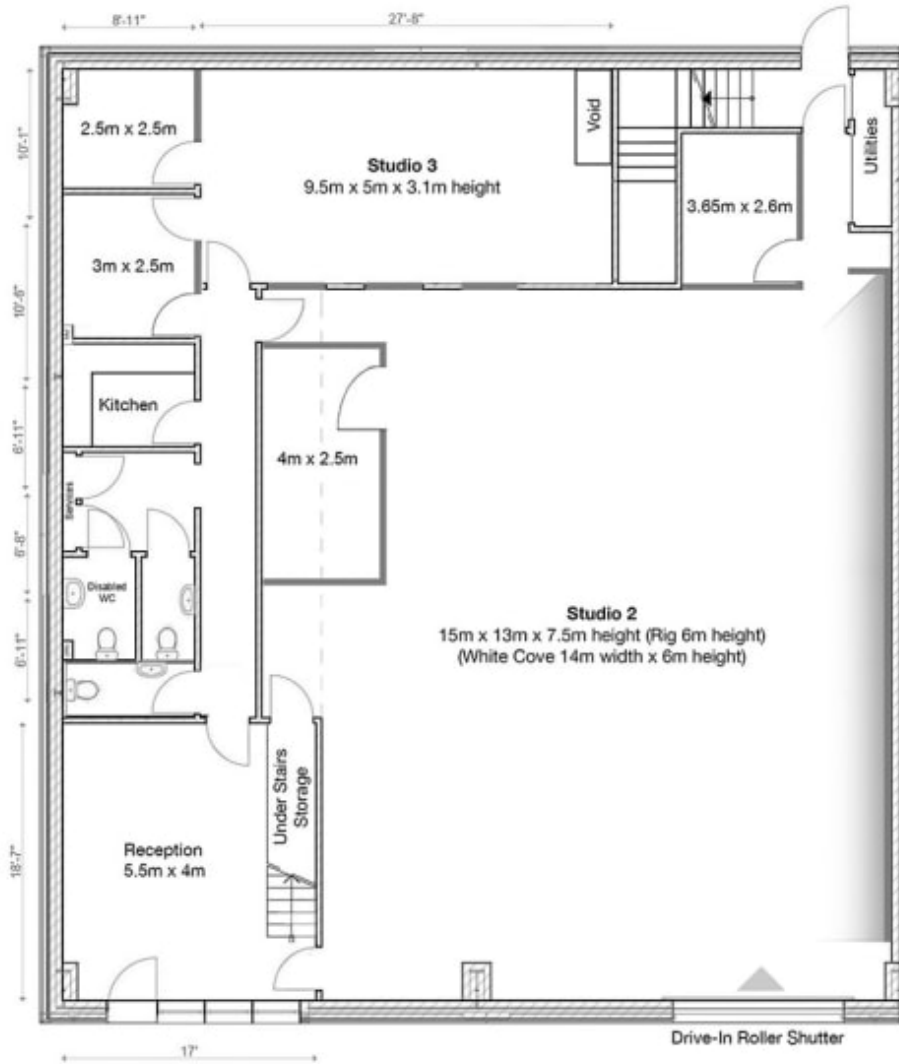 8'-11"
27'-8"
10'-1"
2.5m x 2.5m
Void
Utilities
Studio 3
9.5m x 5m x 3.1m height
3.65m x 2.6m
3m x 2.5m
10'-6"
Kitchen
6'-11"
4m x 2.5m
Services
6'-8"
Disabled
WC
Studio 2
15m x 13m x 7.5m height (Rig 6m height)
(White Cove 14m width x 6m height)
6'-11"
Under Stairs
Storage
Reception
5.5m x 4m
18'-7"
Drive-In Roller Shutter
17'